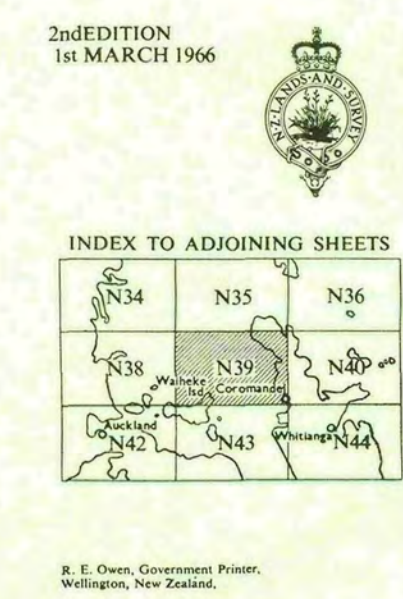 2ndEDITION
1st MARCH 1966
N·Z·LANDS·AND·SURVEY
INDEX TO ADJOINING SHEETS
N34 N35 N36
N38 N39 N40
Waiheke
Isd Coromandel
Auckland
N42 N43 Whitianga N44
R. E. Owen, Government Printer,
Wellington, New Zealand,